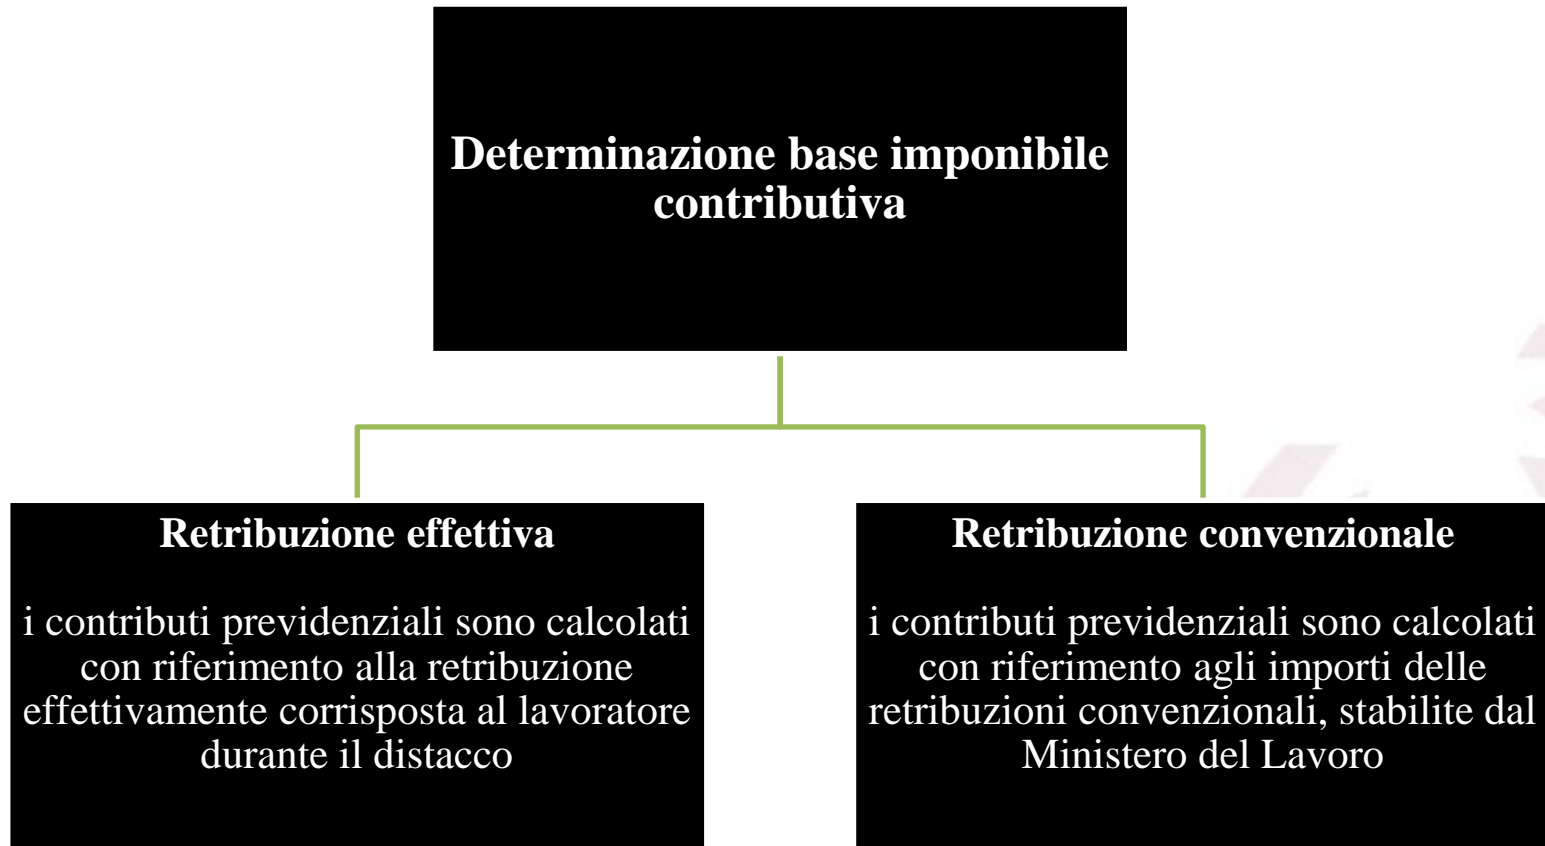 Determinazione base imponibile
contributiva
Retribuzione effettiva
i contributi previdenziali sono calcolati
con riferimento alla retribuzione
effettivamente corrisposta al lavoratore
durante il distacco
Retribuzione convenzionale
i contributi previdenziali sono calcolati
con riferimento agli importi delle
retribuzioni convenzionali, stabilite dal
Ministero del Lavoro